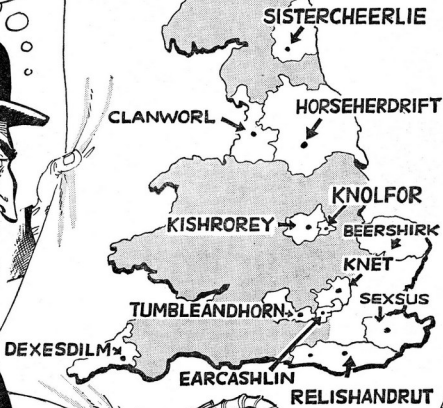 SISTERCHEERLIE
CLANWORL
HORSEHERDRIFT
KNOLFOR
KISHROREY
BEERSHIRK
KNET
SEXSUS
TUMBLEANDHORN
DEXESDILM
EARCASHLIN
RELISHANDRUT